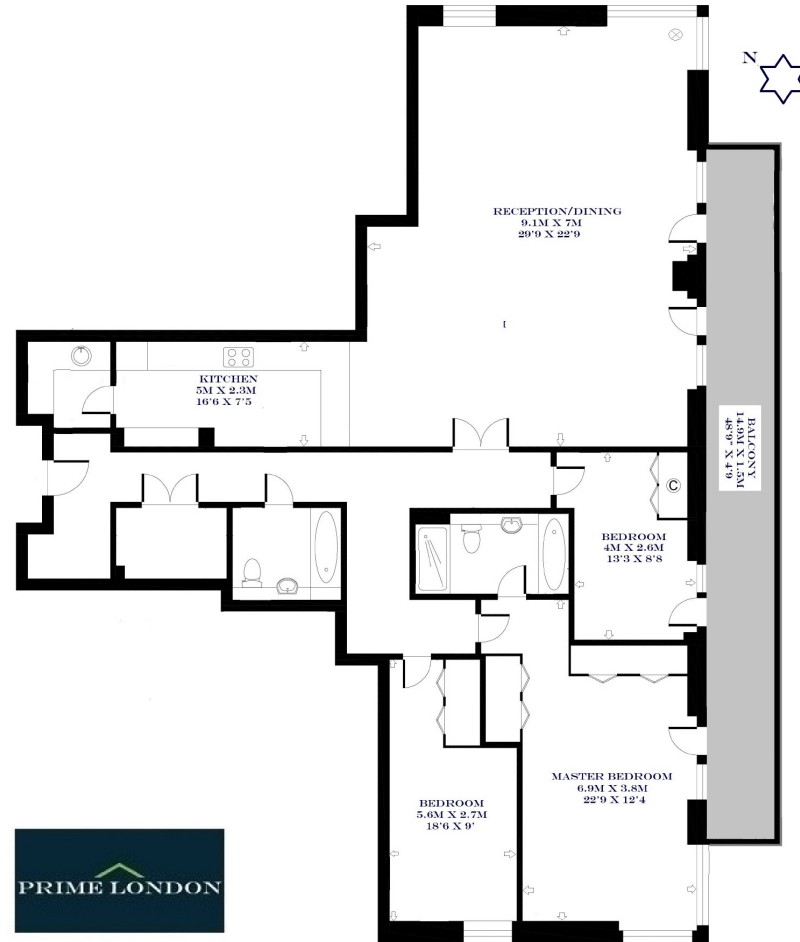 N
RECEPTION/DINING
9.1M X 7M
29'9 X 22'9
KITCHEN
5M X 2.3M
16'6 X 7'5
BALCONY
14.9M X 1.5M
48'9" X 4'9
C
BEDROOM
4M X 2.6M
13'3 X 8'8
MASTER BEDROOM
6.9M X 3.8M
22'9 X 12'4
BEDROOM
5.6M X 2.7M
18'6 X 9'
PRIME LONDON